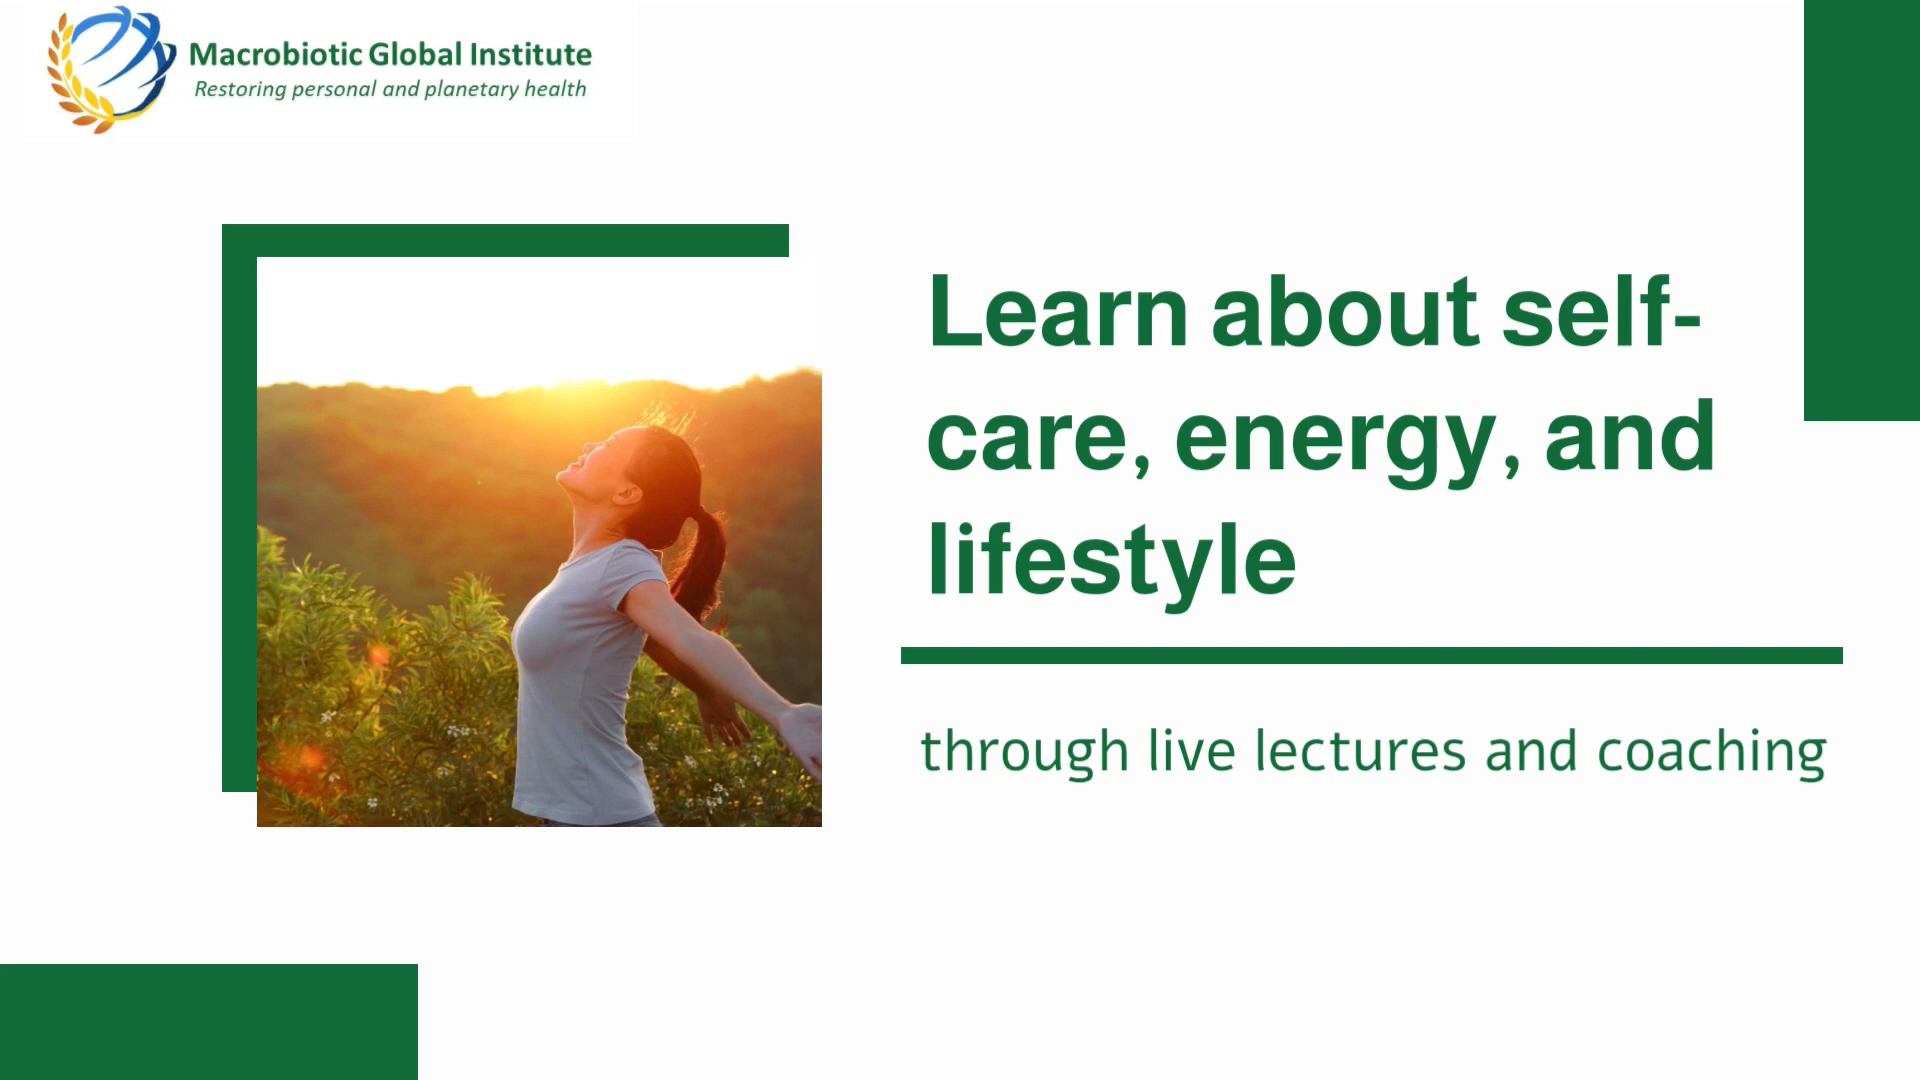 Macrobiotic Global Institute
Restoring personal and planetary health
Learn about self-
care, energy, and
lifestyle
through live lectures and coaching